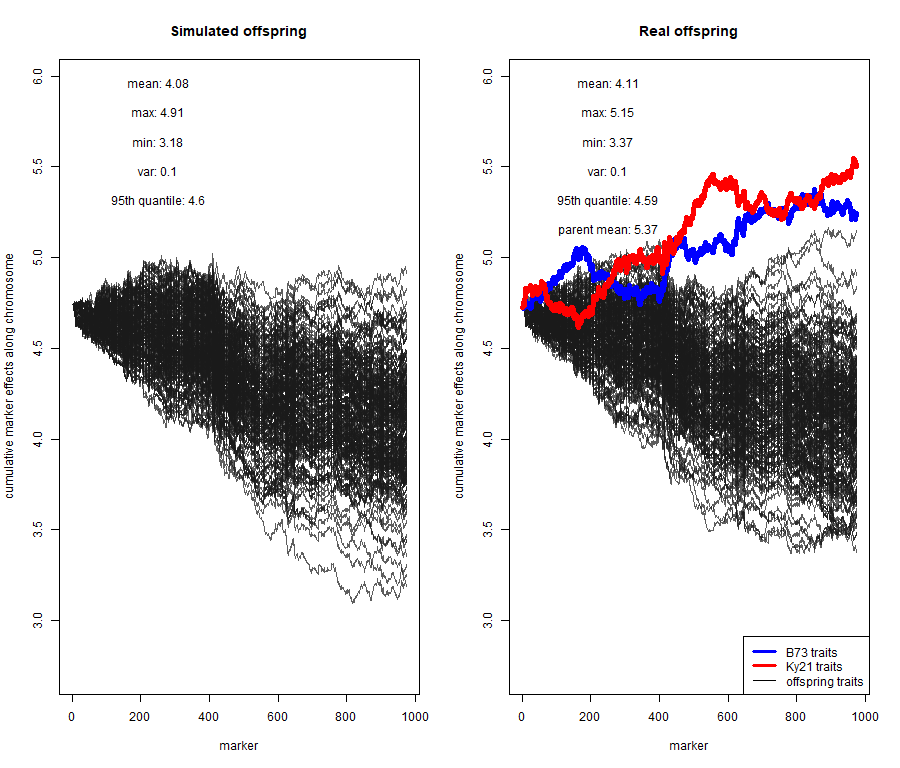 Simulated offspring
mean: 4.08
max: 4.91
min: 3.18
var: 0.1
95th quantile: 4.6
cumulative marker effects along chromosome
6.0
5.5
5.0
4.5
4.0
3.5
3.0
0
200
400
600
800
1000
marker
Real offspring
mean: 4.11
max: 5.15
min: 3.37
var: 0.1
95th quantile: 4.59
parent mean: 5.37
cumulative marker effects along chromosome
6.0
5.5
5.0
4.5
4.0
3.5
3.0
B73 traits
Ky21 traits
offspring traits
0
200
400
600
800
1000
marker